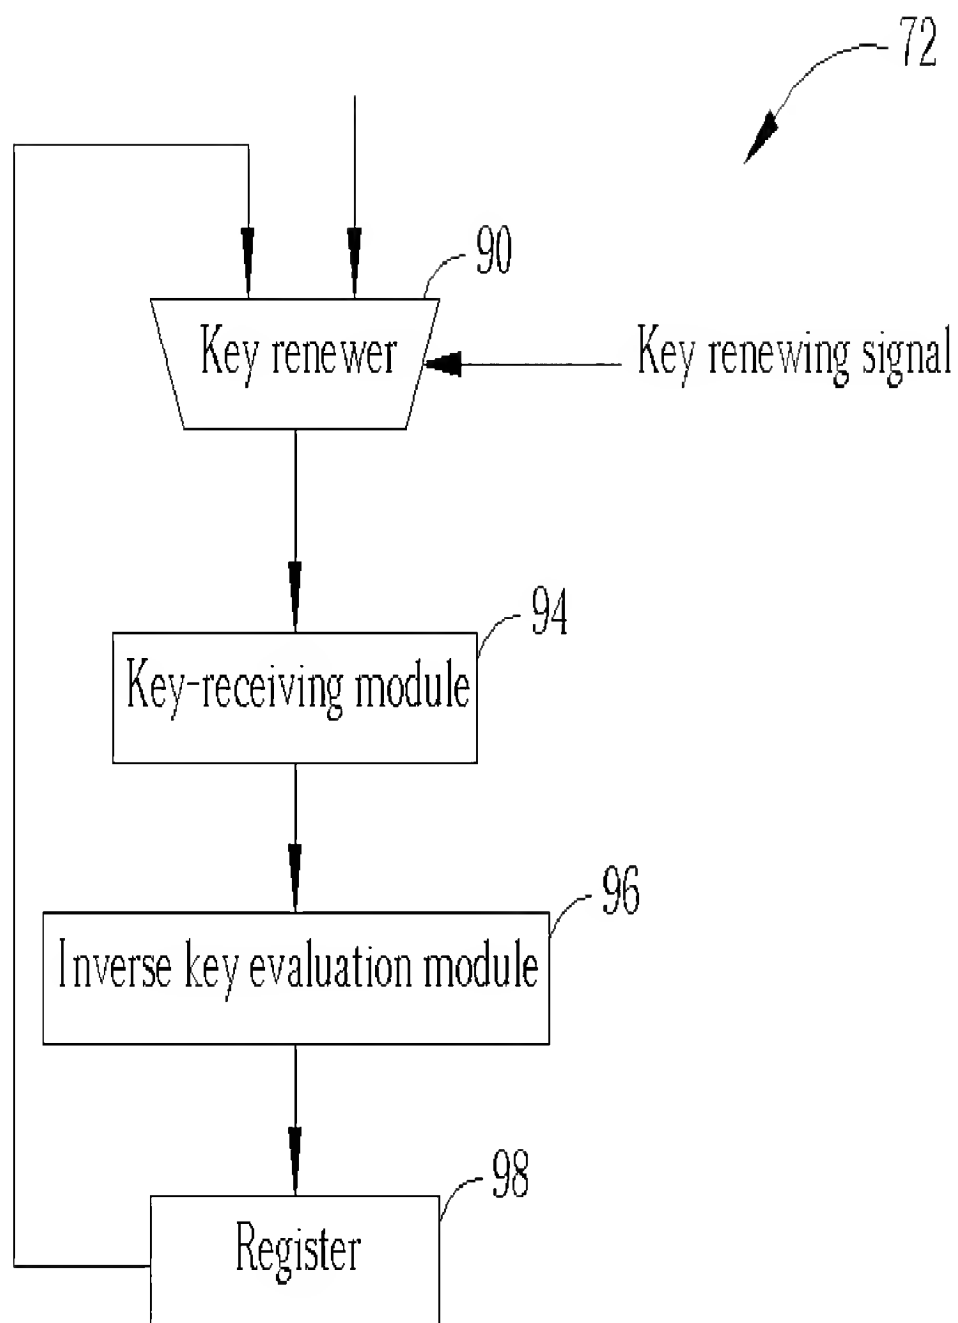 72
90
Key renewer
Key renewing signal
94
Key-receiving module
96
Inverse key evaluation module
98
Register